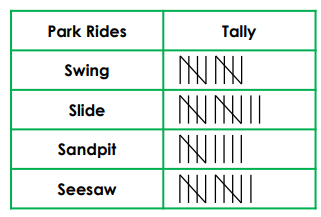 Park Rides Tally
Swing
Slide
Sandpit
Seesaw